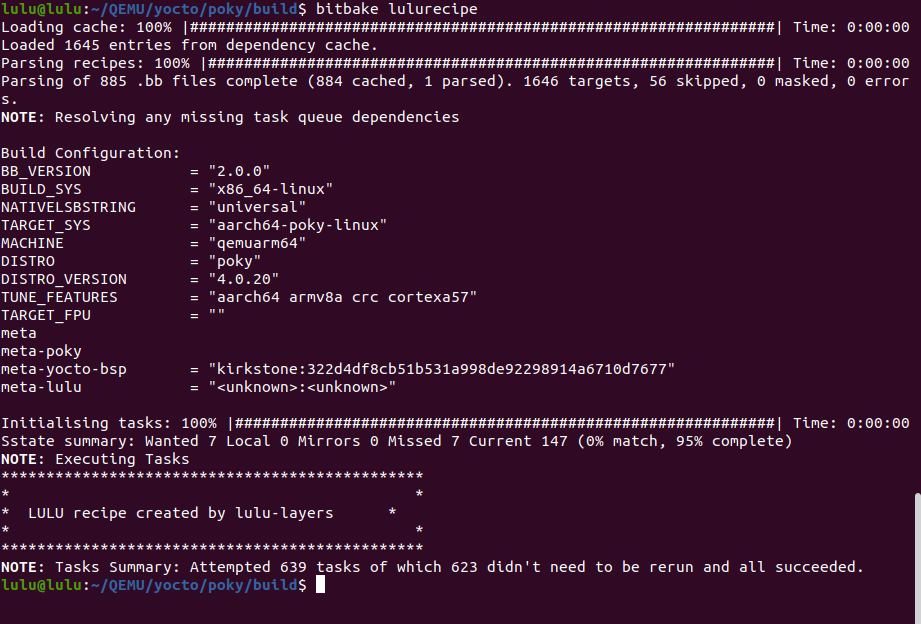 lulu@lulu:~/QEMU/yocto/poky/build$ bitbake lulurecipe
Loading cache: 100% |#################################################################| Time: 0:00:00
Loaded 1645 entries from dependency cache.
Parsing recipes: 100% |###############################################################| Time: 0:00:00
Parsing of 885 .bb files complete (884 cached, 1 parsed). 1646 targets, 56 skipped, 0 masked, 0 error
s.
NOTE: Resolving any missing task queue dependencies

Build Configuration:
BB_VERSION           = "2.0.0"
BUILD_SYS            = "x86_64-linux"
NATIVELSBSTRING      = "universal"
TARGET_SYS           = "aarch64-poky-linux"
MACHINE              = "qemuarm64"
DISTRO               = "poky"
DISTRO_VERSION       = "4.0.20"
TUNE_FEATURES        = "aarch64 armv8a crc cortexa57"
TARGET_FPU           = ""
meta
meta-poky
meta-yocto-bsp       = "kirkstone:322d4df8cb51b531a998de92298914a6710d7677"
meta-lulu            = "<unknown>:<unknown>"

Initialising tasks: 100% |############################################################| Time: 0:00:00
Sstate summary: Wanted 7 Local 0 Mirrors 0 Missed 7 Current 147 (0% match, 95% complete)
NOTE: Executing Tasks
***********************************************
*                                             *
*  LULU recipe created by lulu-layers      *
*                                             *
***********************************************
NOTE: Tasks Summary: Attempted 639 tasks of which 623 didn't need to be rerun and all succeeded.
lulu@lulu:~/QEMU/yocto/poky/build$